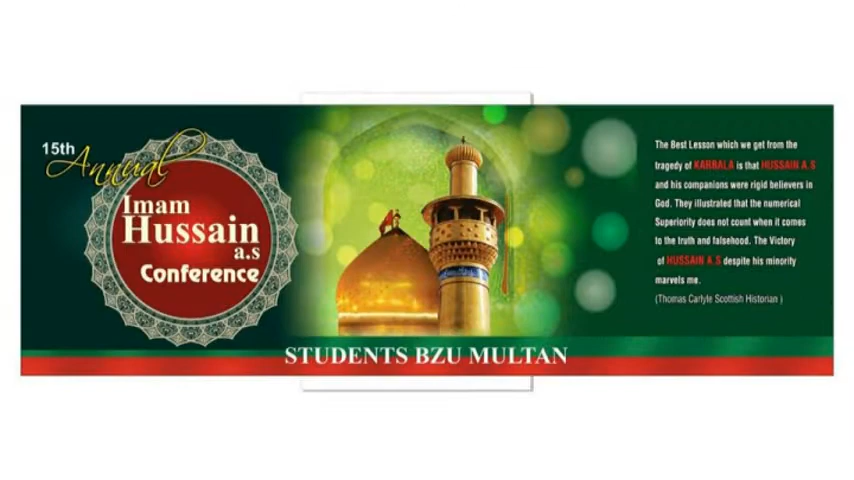 15th
Annual
Imam
Hussain
a.s
Conference
The Best Lesson which we get from the
tragedy of KARBALA is that HUSSAIN A.S
and his companions were rigid believers in
God. They illustrated that the numerical
Superiority does not count when it comes
to the truth and falsehood. The Victory
of HUSSAIN A.S despite his minority
marvels me.
(Thomas Carlyle Scottish Historian )
STUDENTS BZU MULTAN